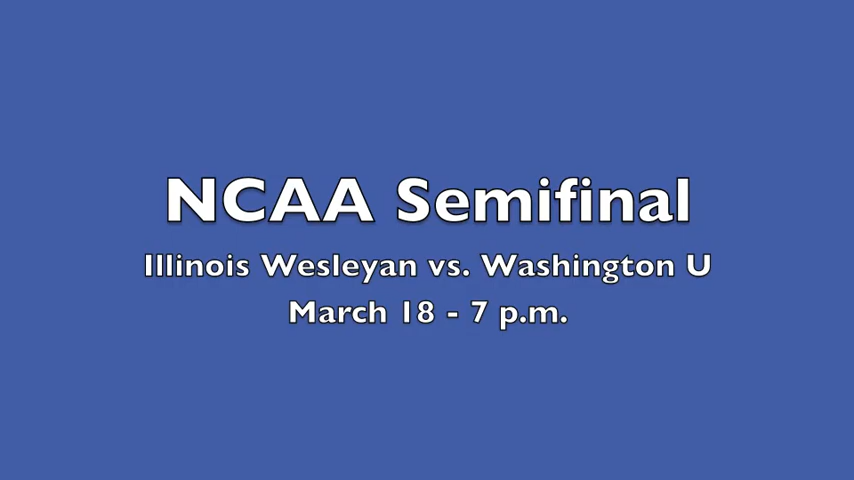 NCAA Semifinal
Illinois Wesleyan vs. Washington U
March 18 - 7 p.m.